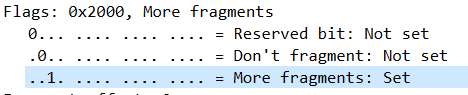 Flags: 0x2000, More fragments
0... .... .... .... = Reserved bit: Not set
.0.. .... .... .... = Don't fragment: Not set
..1. .... .... .... = More fragments: Set